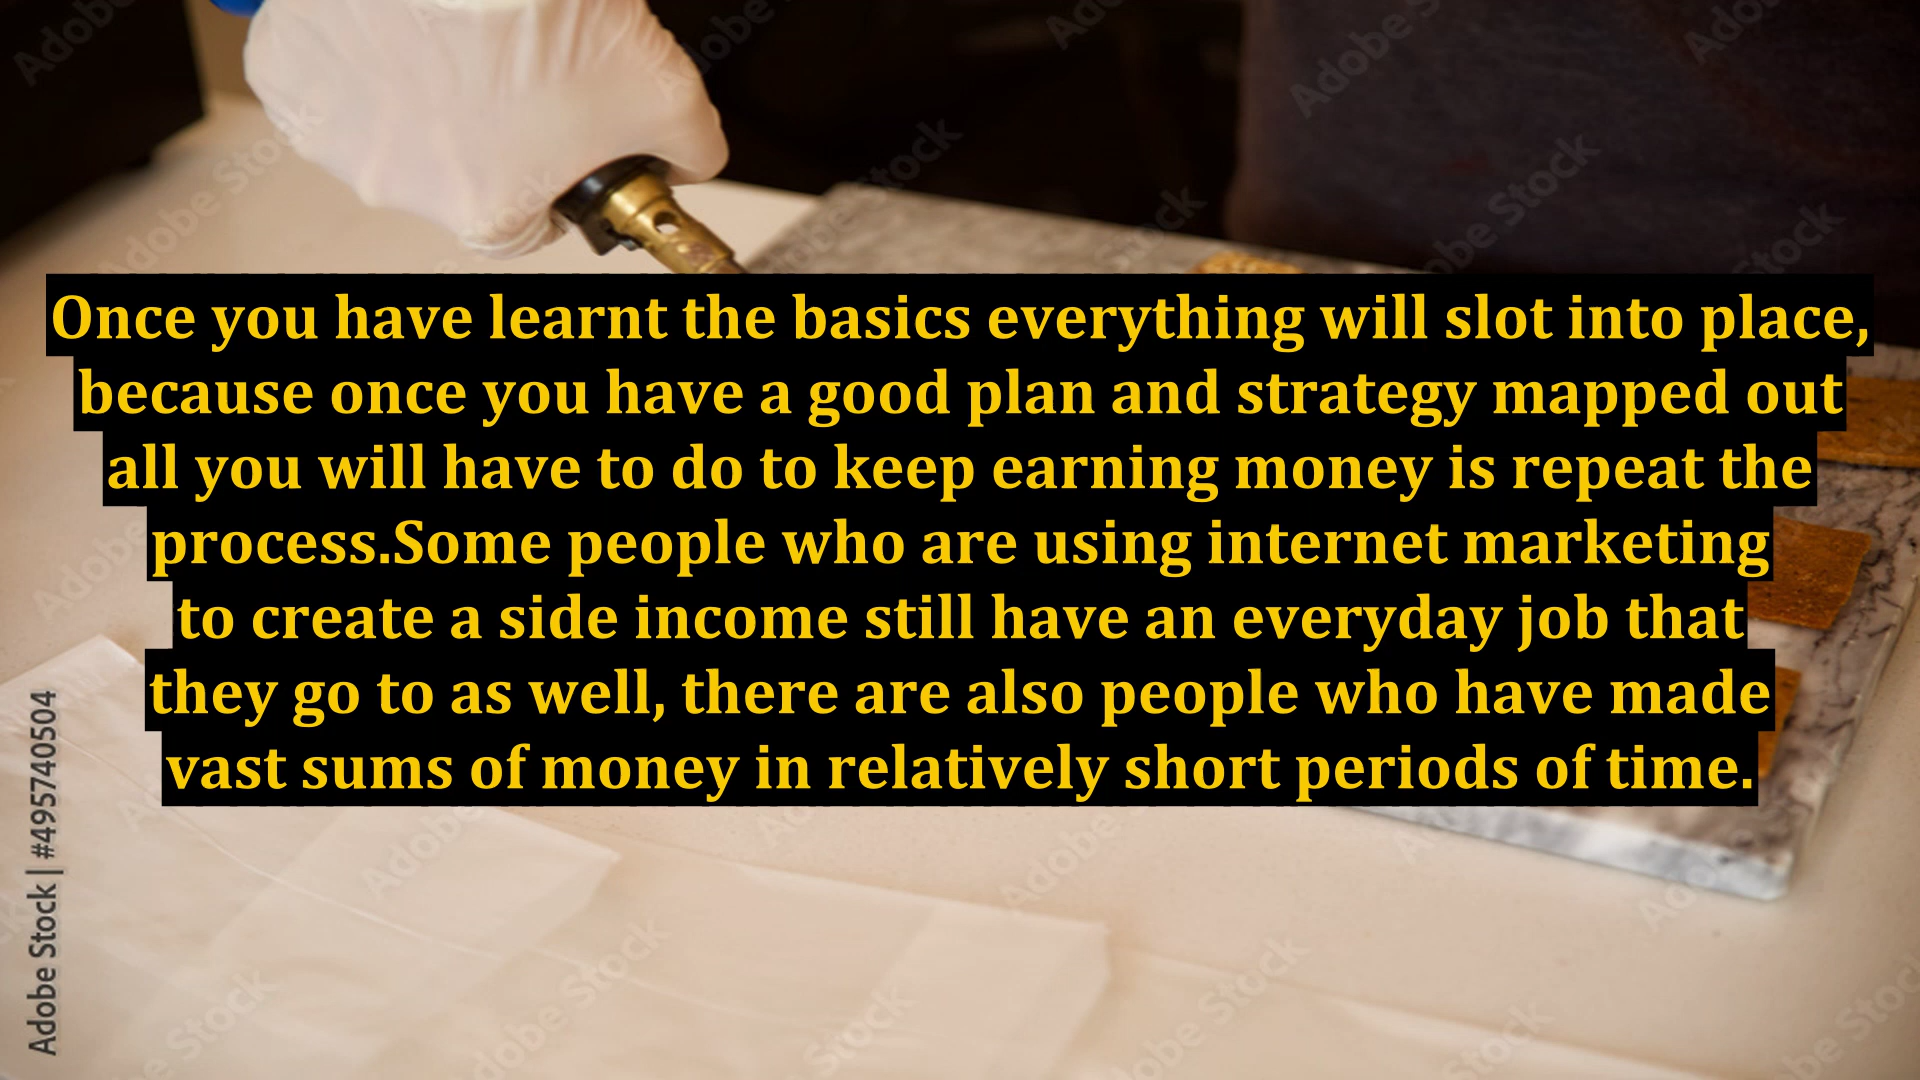 Once you have learnt the basics everything will slot into place,
because once you have a good plan and strategy mapped out
all you will have to do to keep earning money is repeat the
process.Some people who are using internet marketing
to create a side income still have an everyday job that
they go to as well, there are also people who have made
vast sums of money in relatively short periods of time.
Adobe Stock | #495740504
Adobe Stock